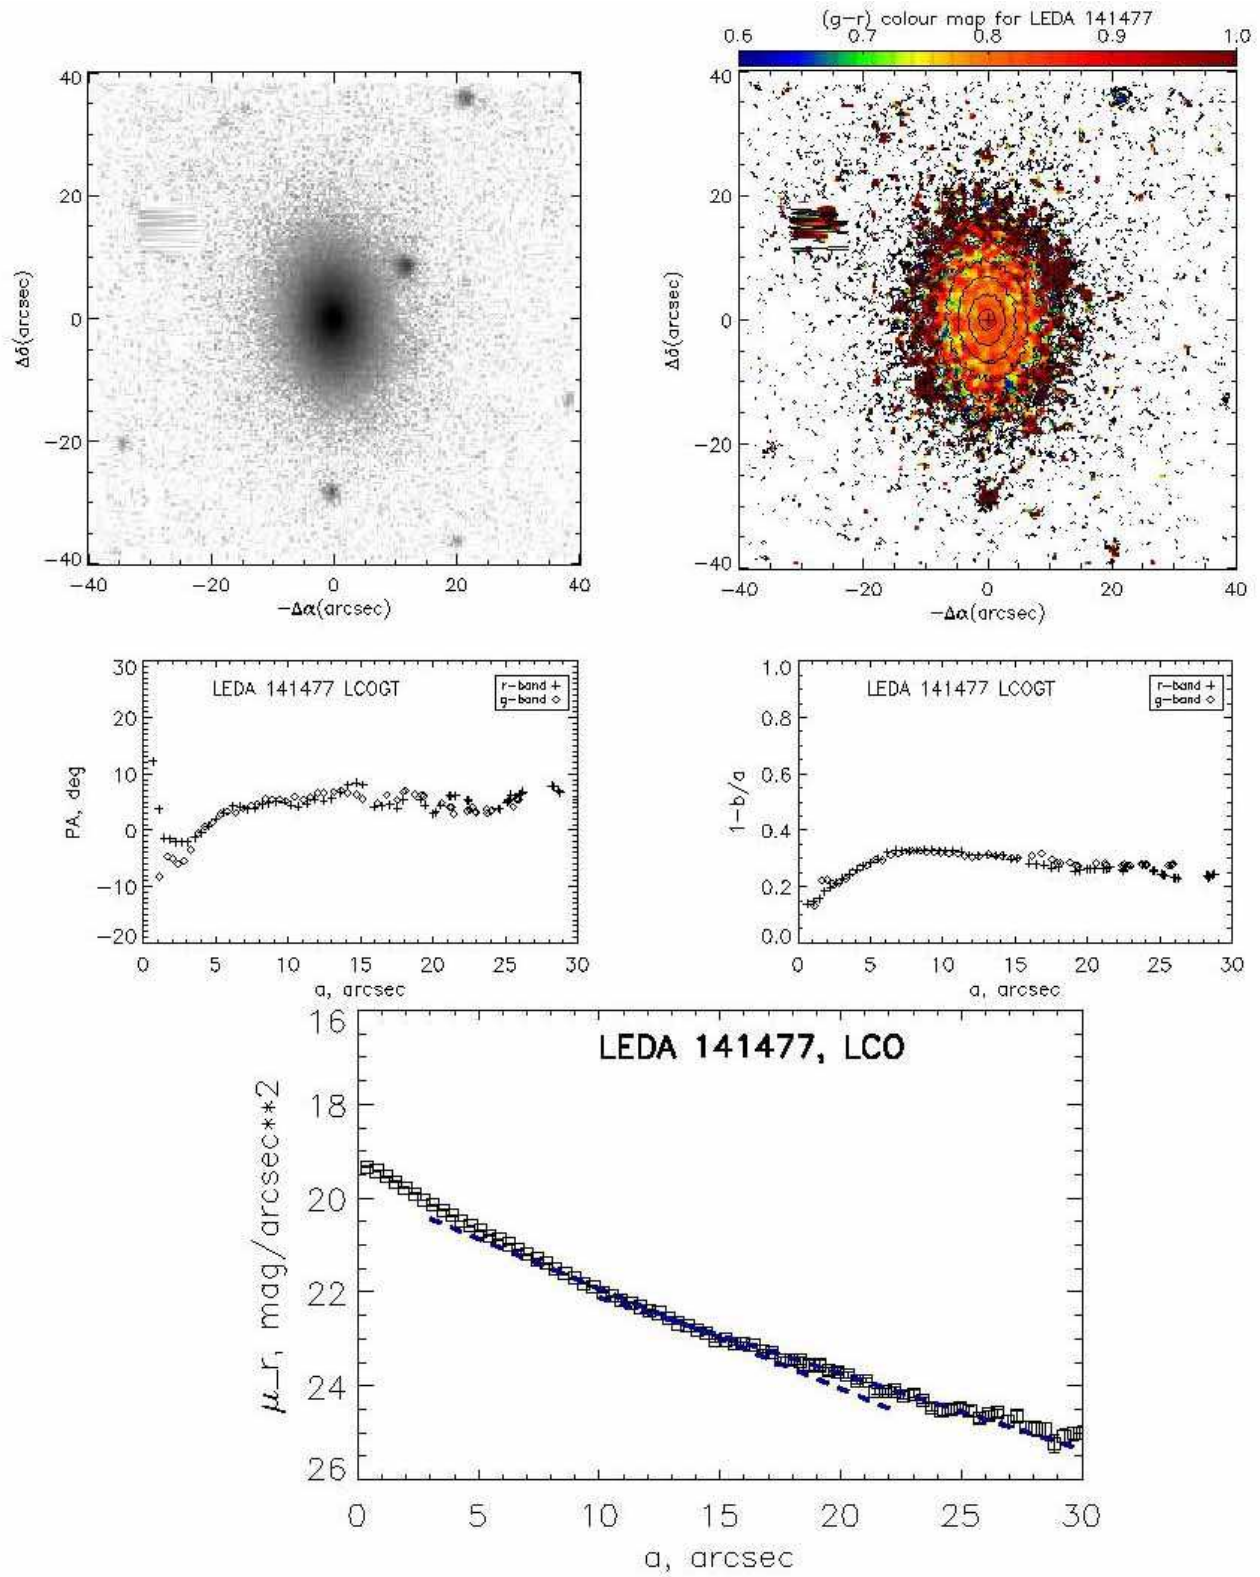 (g−r) colour map for LEDA 141477
0.6 0.7 0.8 0.9 1.0
40
20
0
−20
−40
Δδ(arcsec)
−40 −20 0 20 40
−Δα(arcsec)
40
20
0
−20
−40
Δδ(arcsec)
−40 −20 0 20 40
−Δα(arcsec)
30
20
10
0
−10
−20
PA, deg
LEDA 141477 LCOGT
r−band +
g−band ◇
0 5 10 15 20 25 30
a, arcsec
1.0
0.8
0.6
0.4
0.2
0.0
1−b/a
LEDA 141477 LCOGT
r−band +
g−band ◇
0 5 10 15 20 25 30
a, arcsec
16
18
20
22
24
26
μ_r, mag/arcsec**2
LEDA 141477, LCO
0 5 10 15 20 25 30
a, arcsec